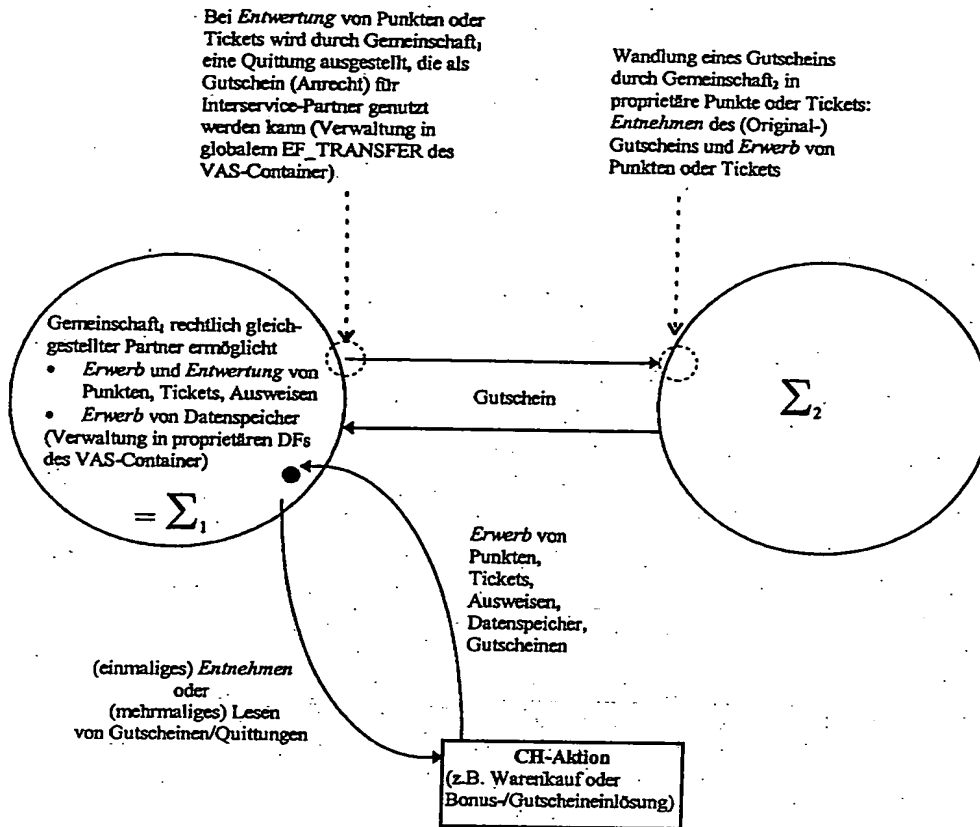 Bei Entwertung von Punkten oder
Tickets wird durch Gemeinschaft₁
eine Quittung ausgestellt, die als
Gutschein (Anrecht) für
Interservice-Partner genutzt
werden kann (Verwaltung in
globalem EF_TRANSFER des
VAS-Container).
Wandlung eines Gutscheins
durch Gemeinschaft₂ in
proprietäre Punkte oder Tickets:
Entnehmen des (Original-)
Gutscheins und Erwerb von
Punkten oder Tickets
Gemeinschaft₁ rechtlich gleich-
gestellter Partner ermöglicht
• Erwerb und Entwertung von
Punkten, Tickets, Ausweisen
• Erwerb von Datenspeicher
(Verwaltung in proprietären DFs
des VAS-Container)
= ∑₁
Gutschein
∑₂
Erwerb von
Punkten,
Tickets,
Ausweisen,
Datenspeicher,
Gutscheinen
(einmaliges) Entnehmen
oder
(mehrmaliges) Lesen
von Gutscheinen/Quittungen
CH-Aktion
(z.B. Warenkauf oder
Bonus-/Gutscheineinlösung)